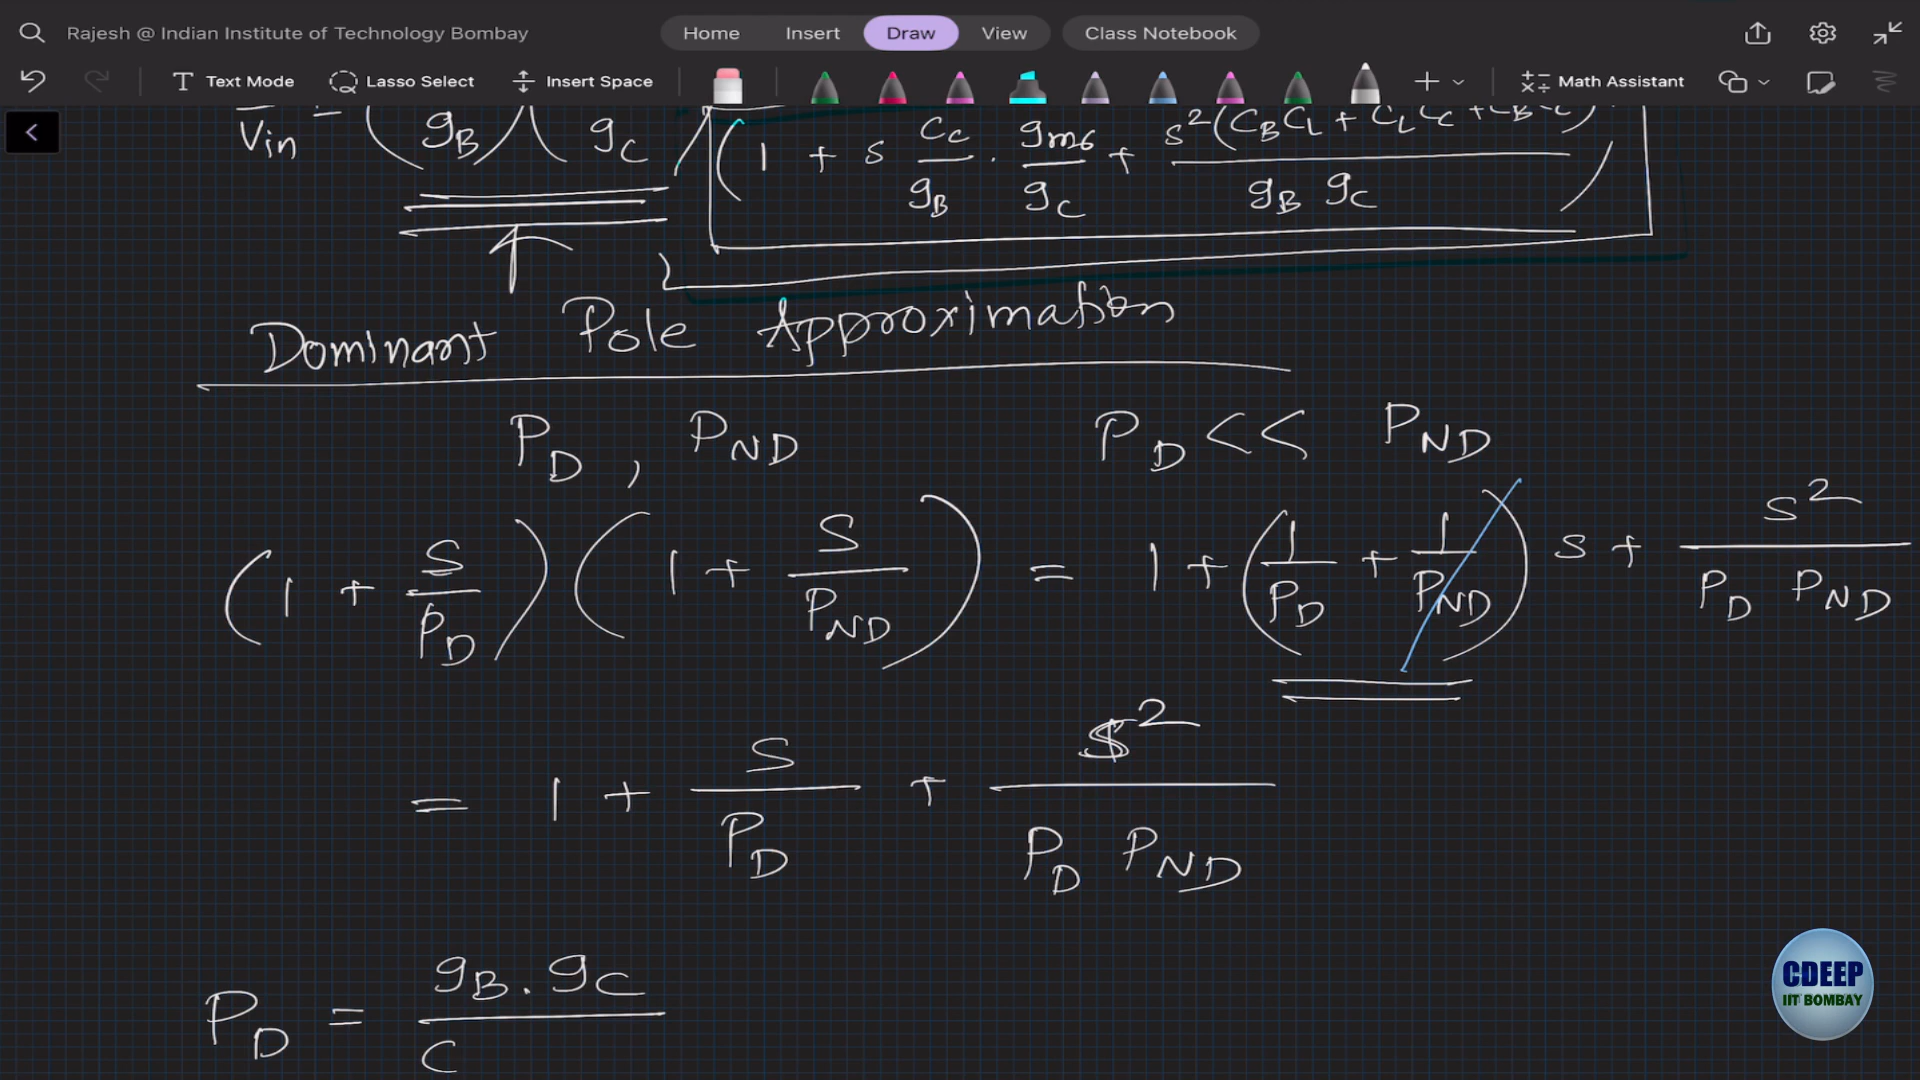 Rajesh @ Indian Institute of Technology Bombay Home Insert Draw View Class Notebook
Text Mode Lasso Select Insert Space Math Assistant
Vin = ( gB ) ( gC ) ( 1 + s Cc/gB . gm6/gC + s²(CBCL + CLCC + CBCC) / gB gC )
Dominant Pole Approximation
PD , PND PD << PND
(1 + S/PD) (1 + S/PND) = 1 + (1/PD + 1/PND) s + s²/PD PND
= 1 + S/PD + S²/PD PND
PD = gB . gC / C
CDEEP
IIT BOMBAY